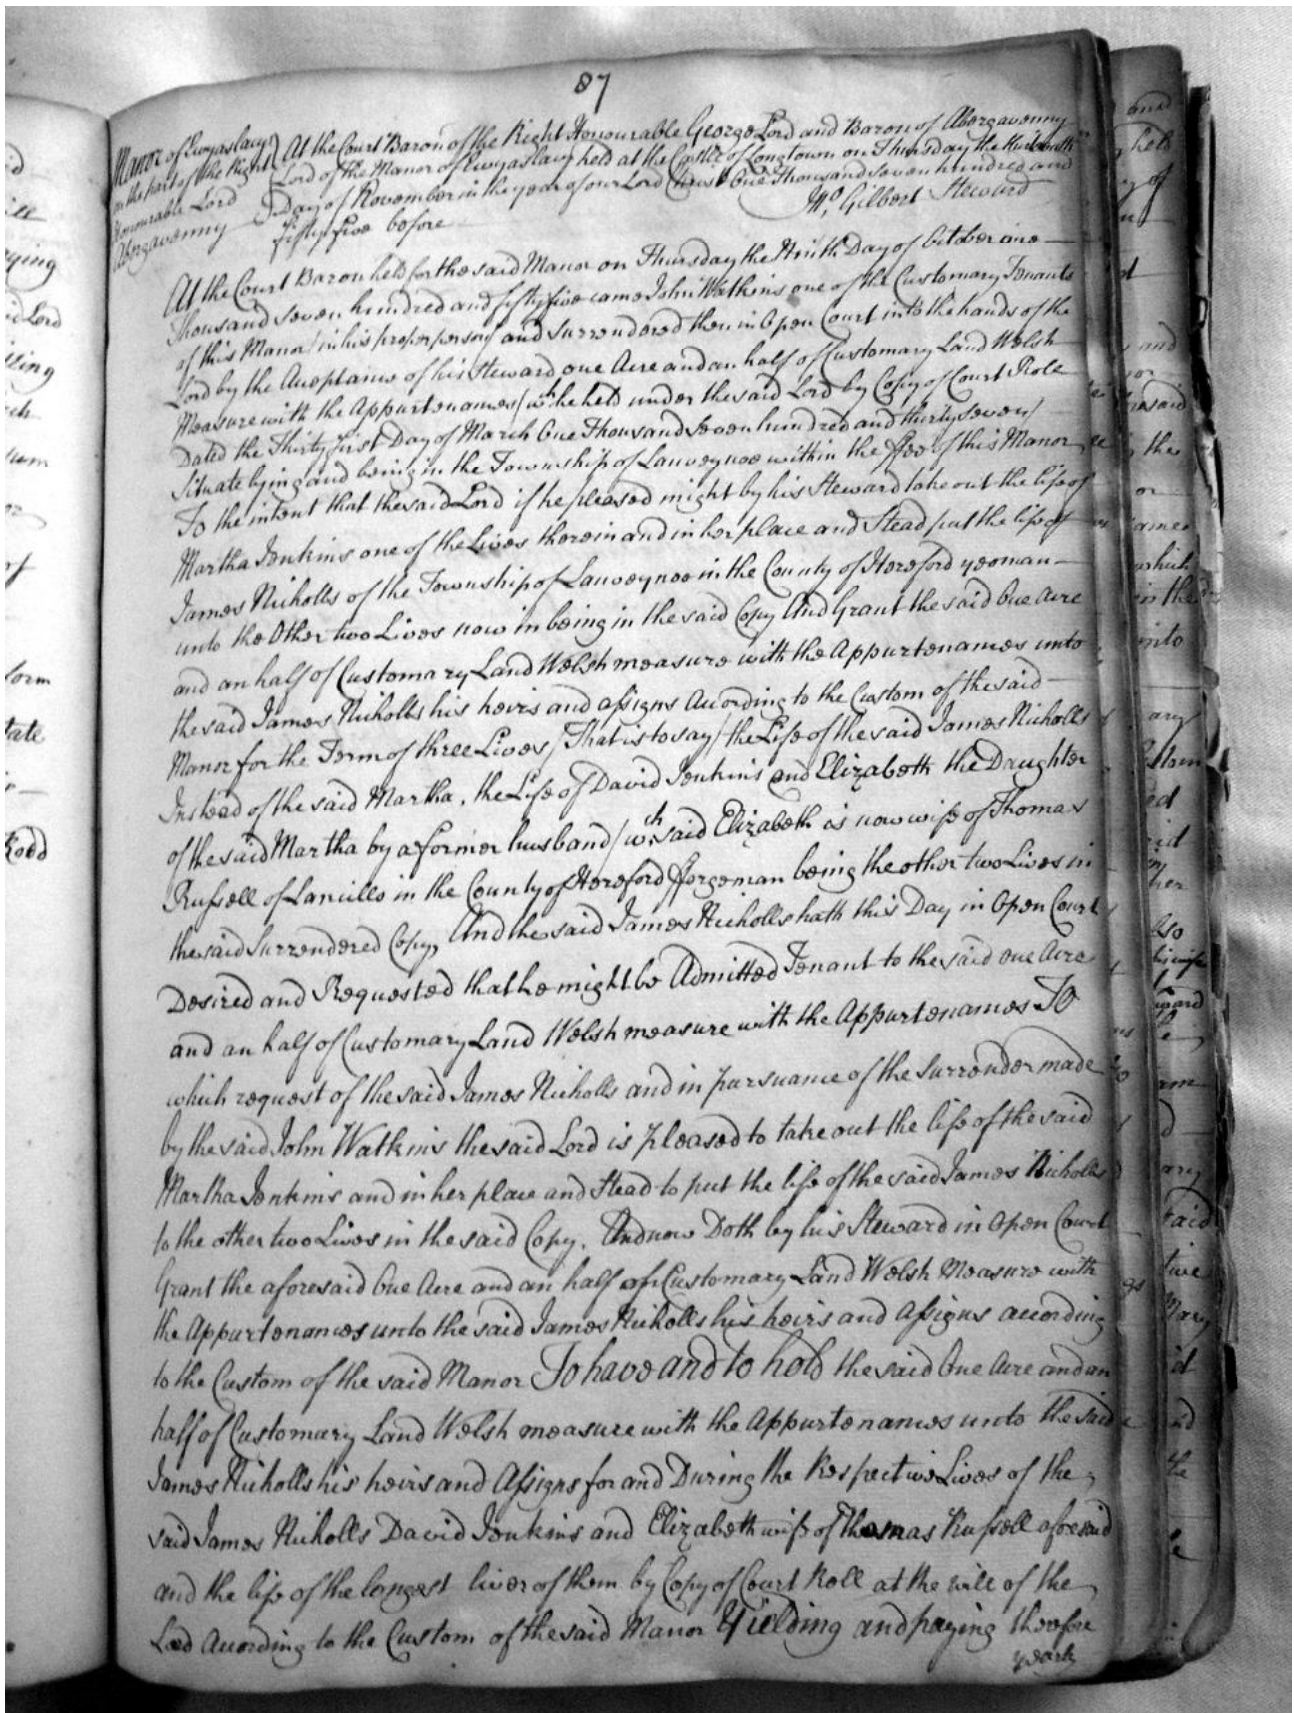 87
Manor of Ewyaslacy
on the part of the Right
Honourable Lord
Abergavenny
At the Court Baron of the Right Honourable George Lord and Baron of Abergavenny
Lord of the Manor of Ewyaslacy held at the Castle of Longtown on Thursday the
Day of November in the year of our Lord Christ One Thousand seven hundred and
fifty five before Jno. Gilbert Steward
At the Court Baron held for the said Manor on Thursday the Ninth Day of October one
Thousand seven hundred and fifty five came John Watkins one of the Customary Tenants
of this Manor /in his proper person/ and surrendered then in Open Court into the hands of the
Lord by the Acceptance of his Steward one Acre and an half of Customary Land Welsh
Measure with the Appurtenances /wch. he held under the said Lord by Copy of Court Role
Dated the Thirty first Day of March One Thousand Seven hundred and thirty seven/
Situate lying and being in the Township of Lanveynoe within the ffee of this Manor
To the intent that the said Lord if he pleased might by his Steward take out the life of
Martha Jenkins one of the Lives therein and in her place and Stead put the life of
James Nicholls of the Township of Lanveynoe in the County of Hereford yeoman
unto the Other two Lives now in being in the said Copy And Grant the said One Acre
and an half of Customary Land Welsh measure with the Appurtenances unto
the said James Nicholls his heirs and assigns According to the Custom of the said
Manor for the Term of three Lives /That is to say/ the Life of the said James Nicholls
Instead of the said Martha, the Life of David Jenkins and Elizabeth the Daughter
of the said Martha by a former husband /wch. said Elizabeth is now wife of Thomas
Russell of Lancillo in the County of Hereford fforgeman being the other two Lives in
the said Surrendered Copy, And the said James Nicholls hath this Day in Open Court
Desired and Requested that he might be Admitted Tenant to the said one Acre
and an half of Customary Land Welsh measure with the Appurtenances To
which request of the said James Nicholls and in pursuance of the Surrender made
by the said John Watkins the said Lord is pleased to take out the life of the said
Martha Jenkins and in her place and Stead to put the life of the said James Nicholls
to the other two Lives in the said Copy. And now Doth by his Steward in Open Court
Grant the aforesaid One Acre and an half of Customary Land Welsh Measure with
the Appurtenances unto the said James Nicholls his heirs and Assigns according
to the Custom of the said Manor To have and to hold the said One Acre and an
half of Customary Land Welsh measure with the Appurtenances unto the said
James Nicholls his heirs and Assigns for and During the Respective Lives of the
said James Nicholls David Jenkins and Elizabeth wife of Thomas Russell aforesaid
and the life of the longest liver of them by Copy of Court Roll at the will of the
Lord According to the Custom of the said Manor Yielding and paying therefore
yearly